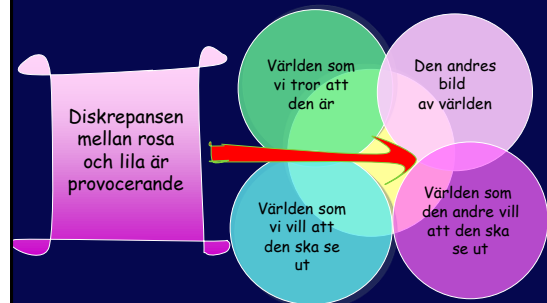 Diskrepansen
mellan rosa
och lila är
provocerande
Världen som
vi tror att
den är
Den andres
bild
av världen
Världen som
vi vill att
den ska se
ut
Världen som
den andre vill
att den ska
se ut